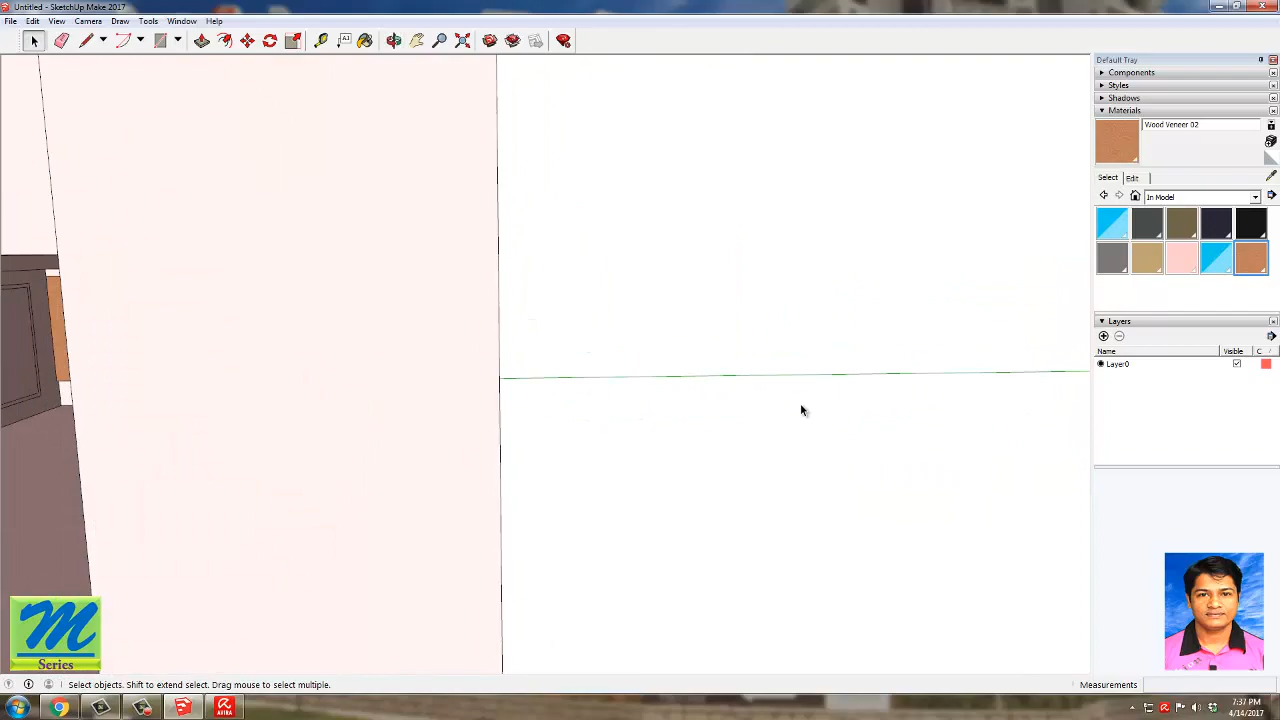 Untitled - SketchUp Make 2017
File Edit View Camera Draw Tools Window Help
Default Tray
Components
Styles
Shadows
Materials
Wood Veneer 02
Select Edit
In Model
Layers
Name Visible C
Layer0
M
Series
Select objects. Shift to extend select. Drag mouse to select multiple.
Measurements
AVIRA
7:37 PM
4/14/2017